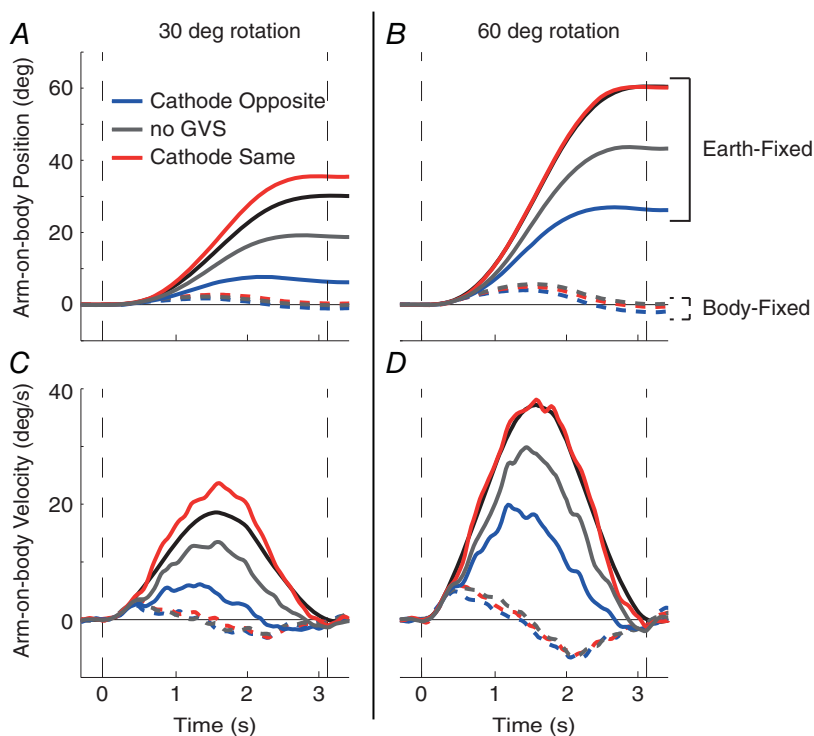 A
30 deg rotation
B
60 deg rotation
Arm-on-body Position (deg)
60
40
20
0
Cathode Opposite
no GVS
Cathode Same
Earth-Fixed
Body-Fixed
C
D
Arm-on-body Velocity (deg/s)
40
20
0
0 1 2 3
0 1 2 3
Time (s)
Time (s)